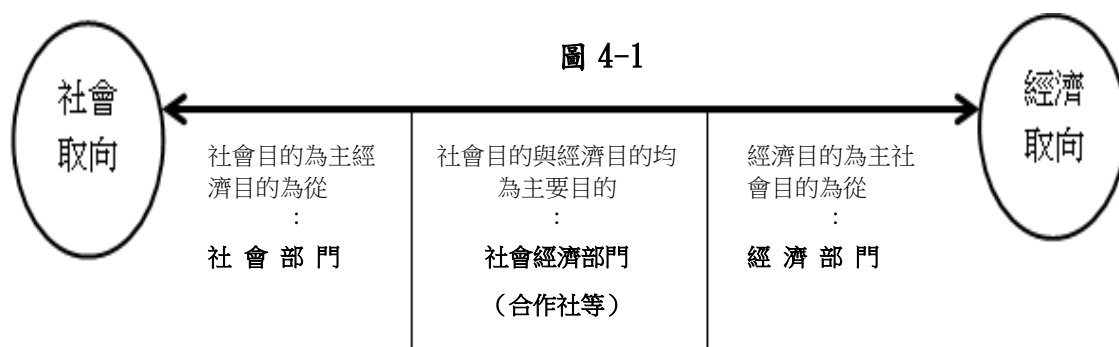 圖 4-1
社會
取向
經濟
取向
社會目的為主經
濟目的為從
：
社 會 部 門
社會目的與經濟目的均
為主要目的
：
社會經濟部門
（合作社等）
經濟目的為主社
會目的為從
：
經 濟 部 門